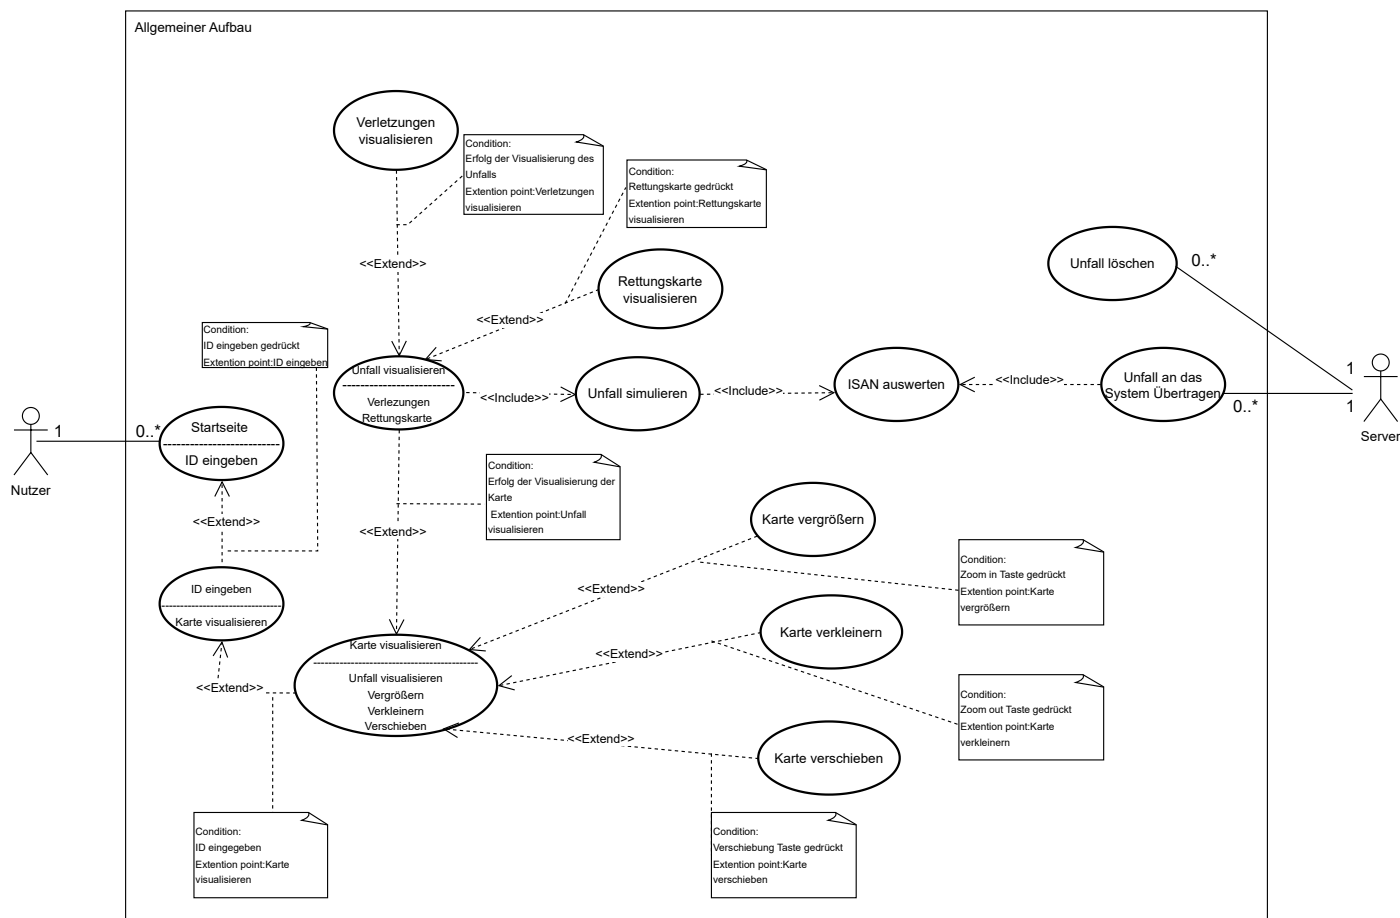 Allgemeiner Aufbau
Verletzungen
visualisieren
Condition:
Erfolg der Visualisierung des
Unfalls
Extention point:Verletzungen
visualisieren
Condition:
Rettungskarte gedrückt
Extention point:Rettungskarte
visualisieren
<<Extend>>
Rettungskarte
visualisieren
<<Extend>>
Unfall löschen
0..*
Condition:
ID eingeben gedrückt
Extention point:ID eingeben
Unfall visualisieren
Verlezungen
Rettungskarte
<<Include>>
Unfall simulieren
<<Include>>
ISAN auswerten
<<Include>>
Unfall an das
System Übertragen
0..*
1
1
Server
Nutzer
1
0..*
Startseite
ID eingeben
<<Extend>>
Condition:
Erfolg der Visualisierung der
Karte
Extention point:Unfall
visualisieren
<<Extend>>
Karte vergrößern
Condition:
Zoom in Taste gedrückt
Extention point:Karte
vergrößern
<<Extend>>
ID eingeben
Karte visualisieren
<<Extend>>
Karte visualisieren
Unfall visualisieren
Vergrößern
Verkleinern
Verschieben
<<Extend>>
Karte verkleinern
Condition:
Zoom out Taste gedrückt
Extention point:Karte
verkleinern
<<Extend>>
Karte verschieben
Condition:
ID eingegeben
Extention point:Karte
visualisieren
Condition:
Verschiebung Taste gedrückt
Extention point:Karte
verschieben